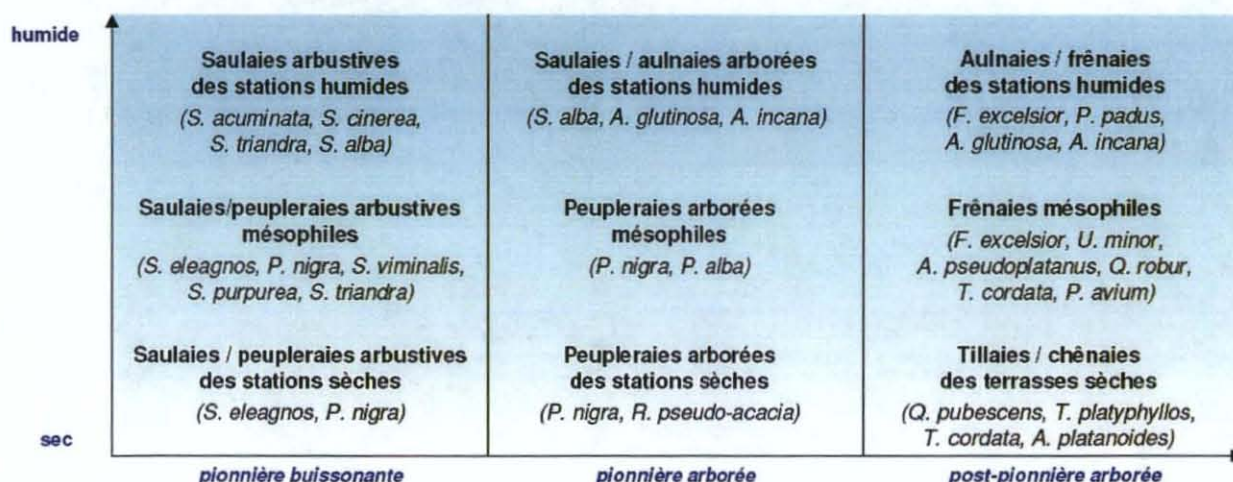 humide
Saulaies arbustives
des stations humides
(S. acuminata, S. cinerea,
S. triandra, S. alba)
Saulaies / aulnaies arborées
des stations humides
(S. alba, A. glutinosa, A. incana)
Aulnaies / frênaies
des stations humides
(F. excelsior, P. padus,
A. glutinosa, A. incana)
Saulaies/peupleraies arbustives
mésophiles
(S. eleagnos, P. nigra, S. viminalis,
S. purpurea, S. triandra)
Peupleraies arborées
mésophiles
(P. nigra, P. alba)
Frênaies mésophiles
(F. excelsior, U. minor,
A. pseudoplatanus, Q. robur,
T. cordata, P. avium)
Saulaies / peupleraies arbustives
des stations sèches
(S. eleagnos, P. nigra)
Peupleraies arborées
des stations sèches
(P. nigra, R. pseudo-acacia)
Tillaies / chênaies
des terrasses sèches
(Q. pubescens, T. platyphyllos,
T. cordata, A. platanoides)
sec
pionnière buissonante
pionnière arborée
post-pionnière arborée